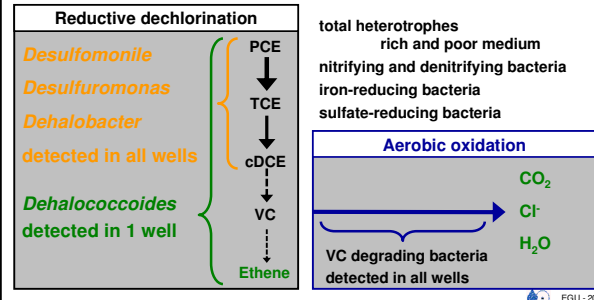 Reductive dechlorination
Desulfomonile
Desulfuromonas
Dehalobacter
detected in all wells
Dehalococcoides
detected in 1 well
PCE
TCE
cDCE
VC
Ethene
total heterotrophes
rich and poor medium
nitrifying and denitrifying bacteria
iron-reducing bacteria
sulfate-reducing bacteria
Aerobic oxidation
CO₂
Cl⁻
H₂O
VC degrading bacteria
detected in all wells
EGU - 20